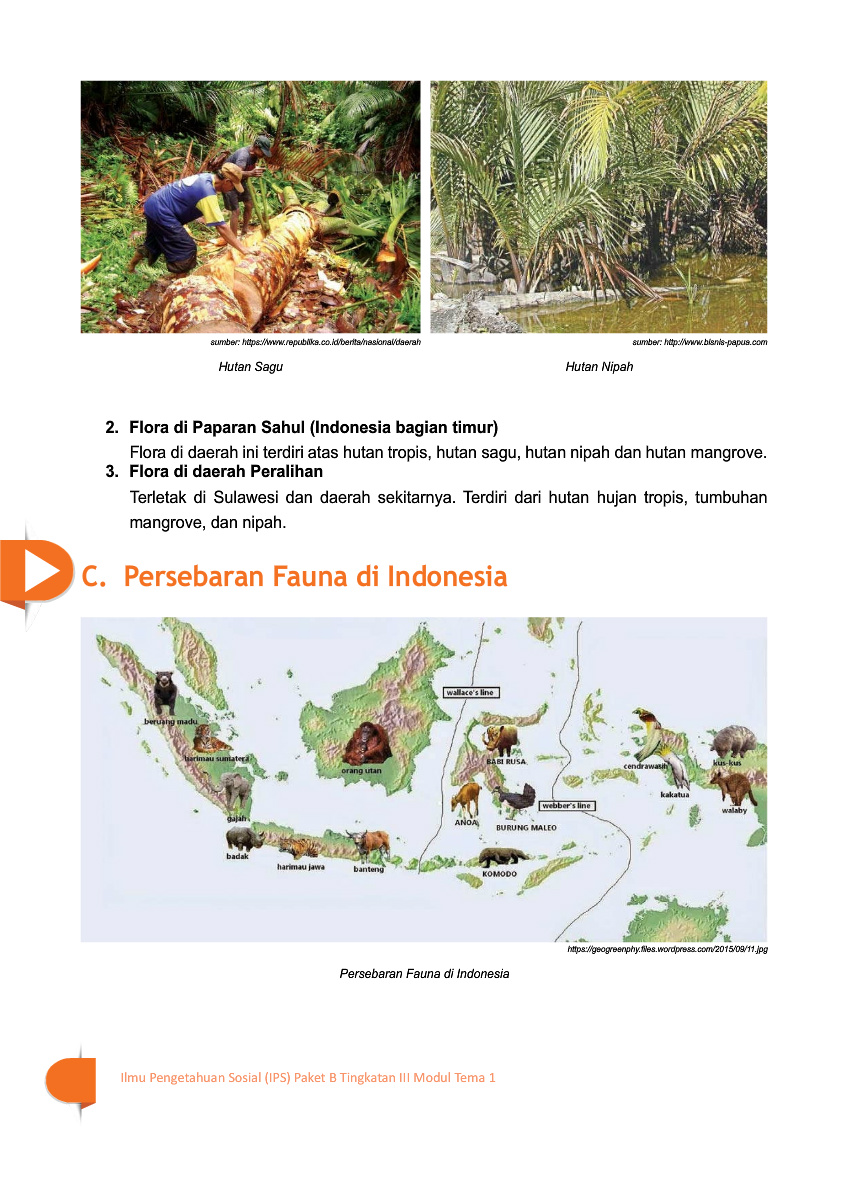 sumber: https://www.republika.co.id/berita/nasional/daerah
sumber: http://www.bisnis-papua.com
Hutan Sagu
Hutan Nipah
2. Flora di Paparan Sahul (Indonesia bagian timur)
Flora di daerah ini terdiri atas hutan tropis, hutan sagu, hutan nipah dan hutan mangrove.
3. Flora di daerah Peralihan
Terletak di Sulawesi dan daerah sekitarnya. Terdiri dari hutan hujan tropis, tumbuhan
mangrove, dan nipah.
C. Persebaran Fauna di Indonesia
wallace's line
beruang madu
harimau sumatera
orang utan
BABI RUSA
cendrawasih
kus-kus
kakatua
walaby
gajah
ANOA
BURUNG MALEO
webber's line
badak
harimau jawa
banteng
KOMODO
https://geogreenphy.files.wordpress.com/2015/09/11.jpg
Persebaran Fauna di Indonesia
Ilmu Pengetahuan Sosial (IPS) Paket B Tingkatan III Modul Tema 1